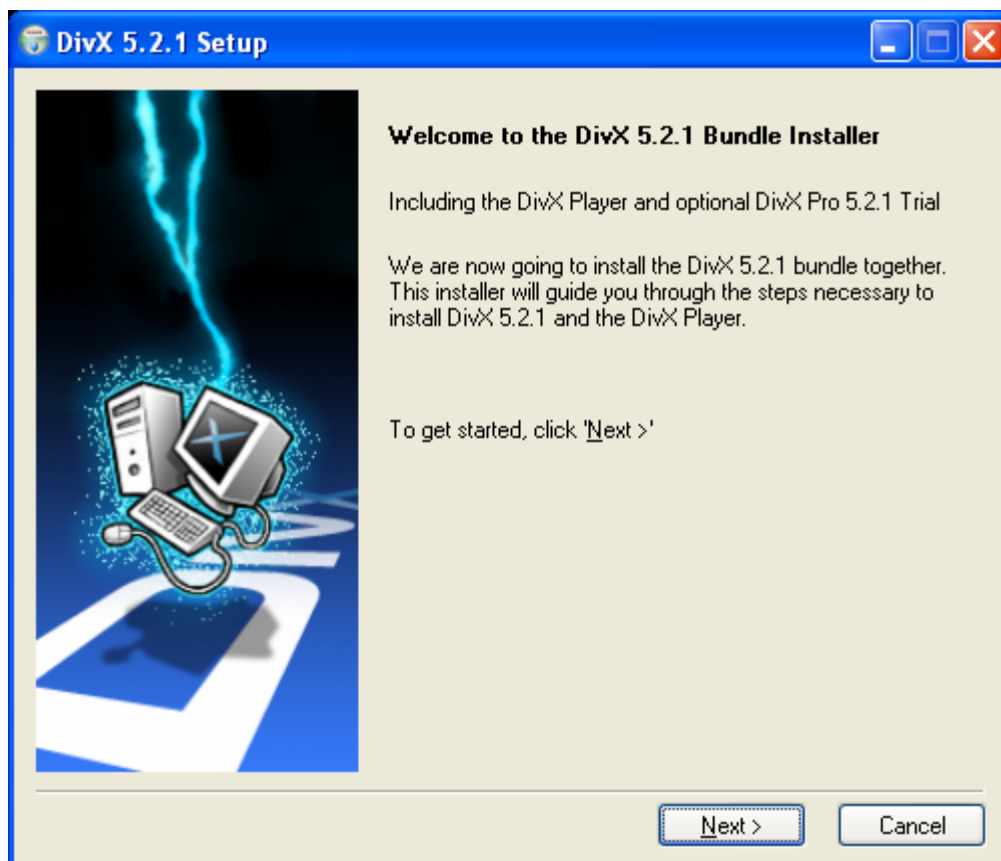 DivX 5.2.1 Setup
Welcome to the DivX 5.2.1 Bundle Installer
Including the DivX Player and optional DivX Pro 5.2.1 Trial
We are now going to install the DivX 5.2.1 bundle together.
This installer will guide you through the steps necessary to
install DivX 5.2.1 and the DivX Player.
To get started, click 'Next >'
Next >
Cancel